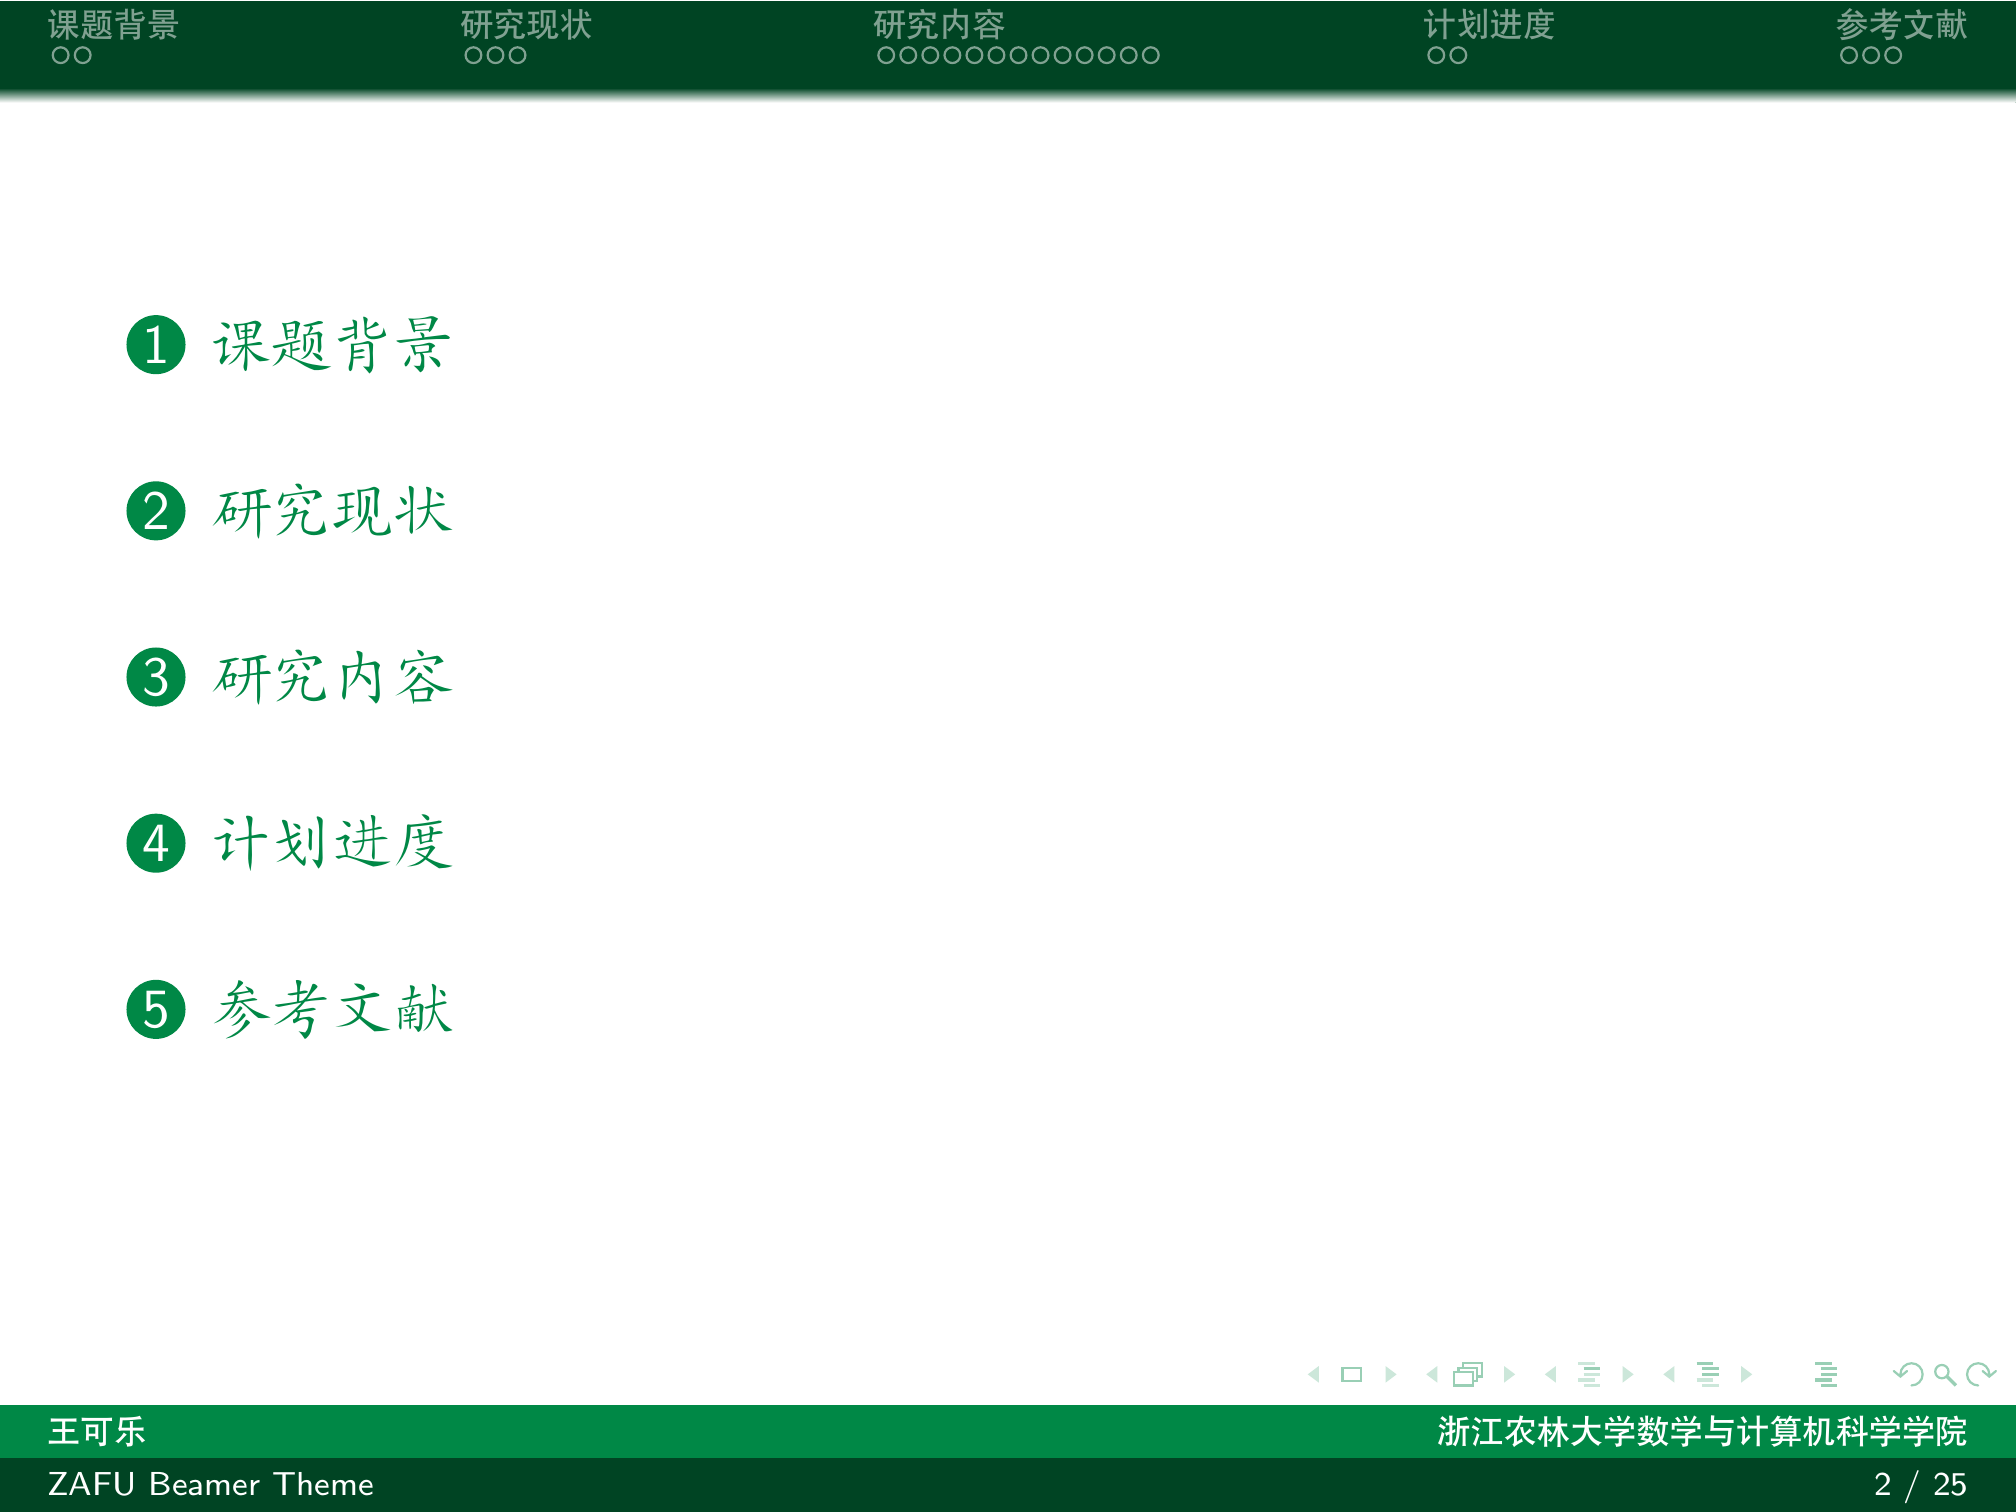 课题背景 研究现状 研究内容 计划进度 参考文献
1 课题背景
2 研究现状
3 研究内容
4 计划进度
5 参考文献
王可乐 浙江农林大学数学与计算机科学学院
ZAFU Beamer Theme 2 / 25